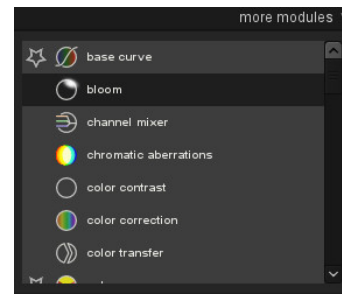 more modules
base curve
bloom
channel mixer
chromatic aberrations
color contrast
color correction
color transfer